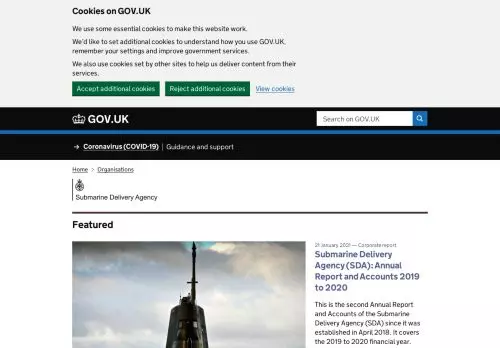 Cookies on GOV.UK
We use some essential cookies to make this website work.
We'd like to set additional cookies to understand how you use GOV.UK,
remember your settings and improve government services.
We also use cookies set by other sites to help us deliver content from their
services.
Accept additional cookies Reject additional cookies View cookies
GOV.UK Search on GOV.UK
→ Coronavirus (COVID-19) | Guidance and support
Home > Organisations
Submarine Delivery Agency
Featured
21 January 2021 — Corporate report
Submarine Delivery
Agency (SDA): Annual
Report and Accounts 2019
to 2020
This is the second Annual Report
and Accounts of the Submarine
Delivery Agency (SDA) since it was
established in April 2018. It covers
the 2019 to 2020 financial year.